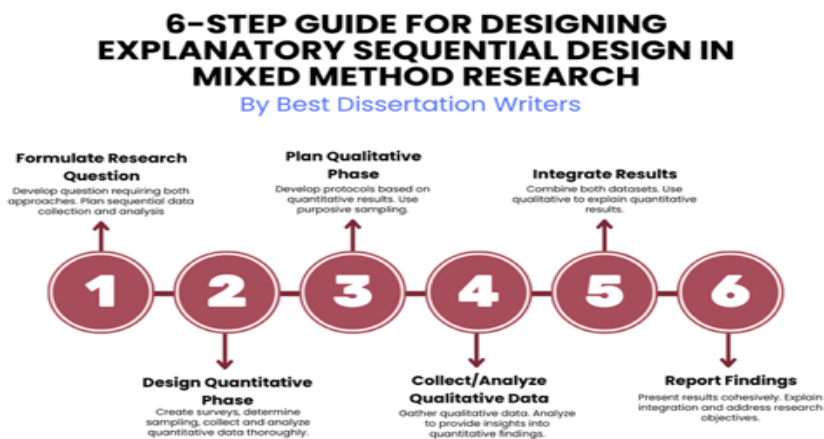 6-STEP GUIDE FOR DESIGNING
EXPLANATORY SEQUENTIAL DESIGN IN
MIXED METHOD RESEARCH
By Best Dissertation Writers
Formulate Research
Question
Develop question requiring both
approaches. Plan sequential data
collection and analysis
Plan Qualitative
Phase
Develop protocols based on
quantitative results. Use
purposive sampling.
Integrate Results
Combine both datasets. Use
qualitative to explain quantitative
results.
1 2 3 4 5 6
Design Quantitative
Phase
Create surveys, determine
sampling, collect and analyze
quantitative data thoroughly.
Collect/Analyze
Qualitative Data
Gather qualitative data. Analyze
to provide insights into
quantitative findings.
Report Findings
Present results cohesively. Explain
integration and address research
objectives.